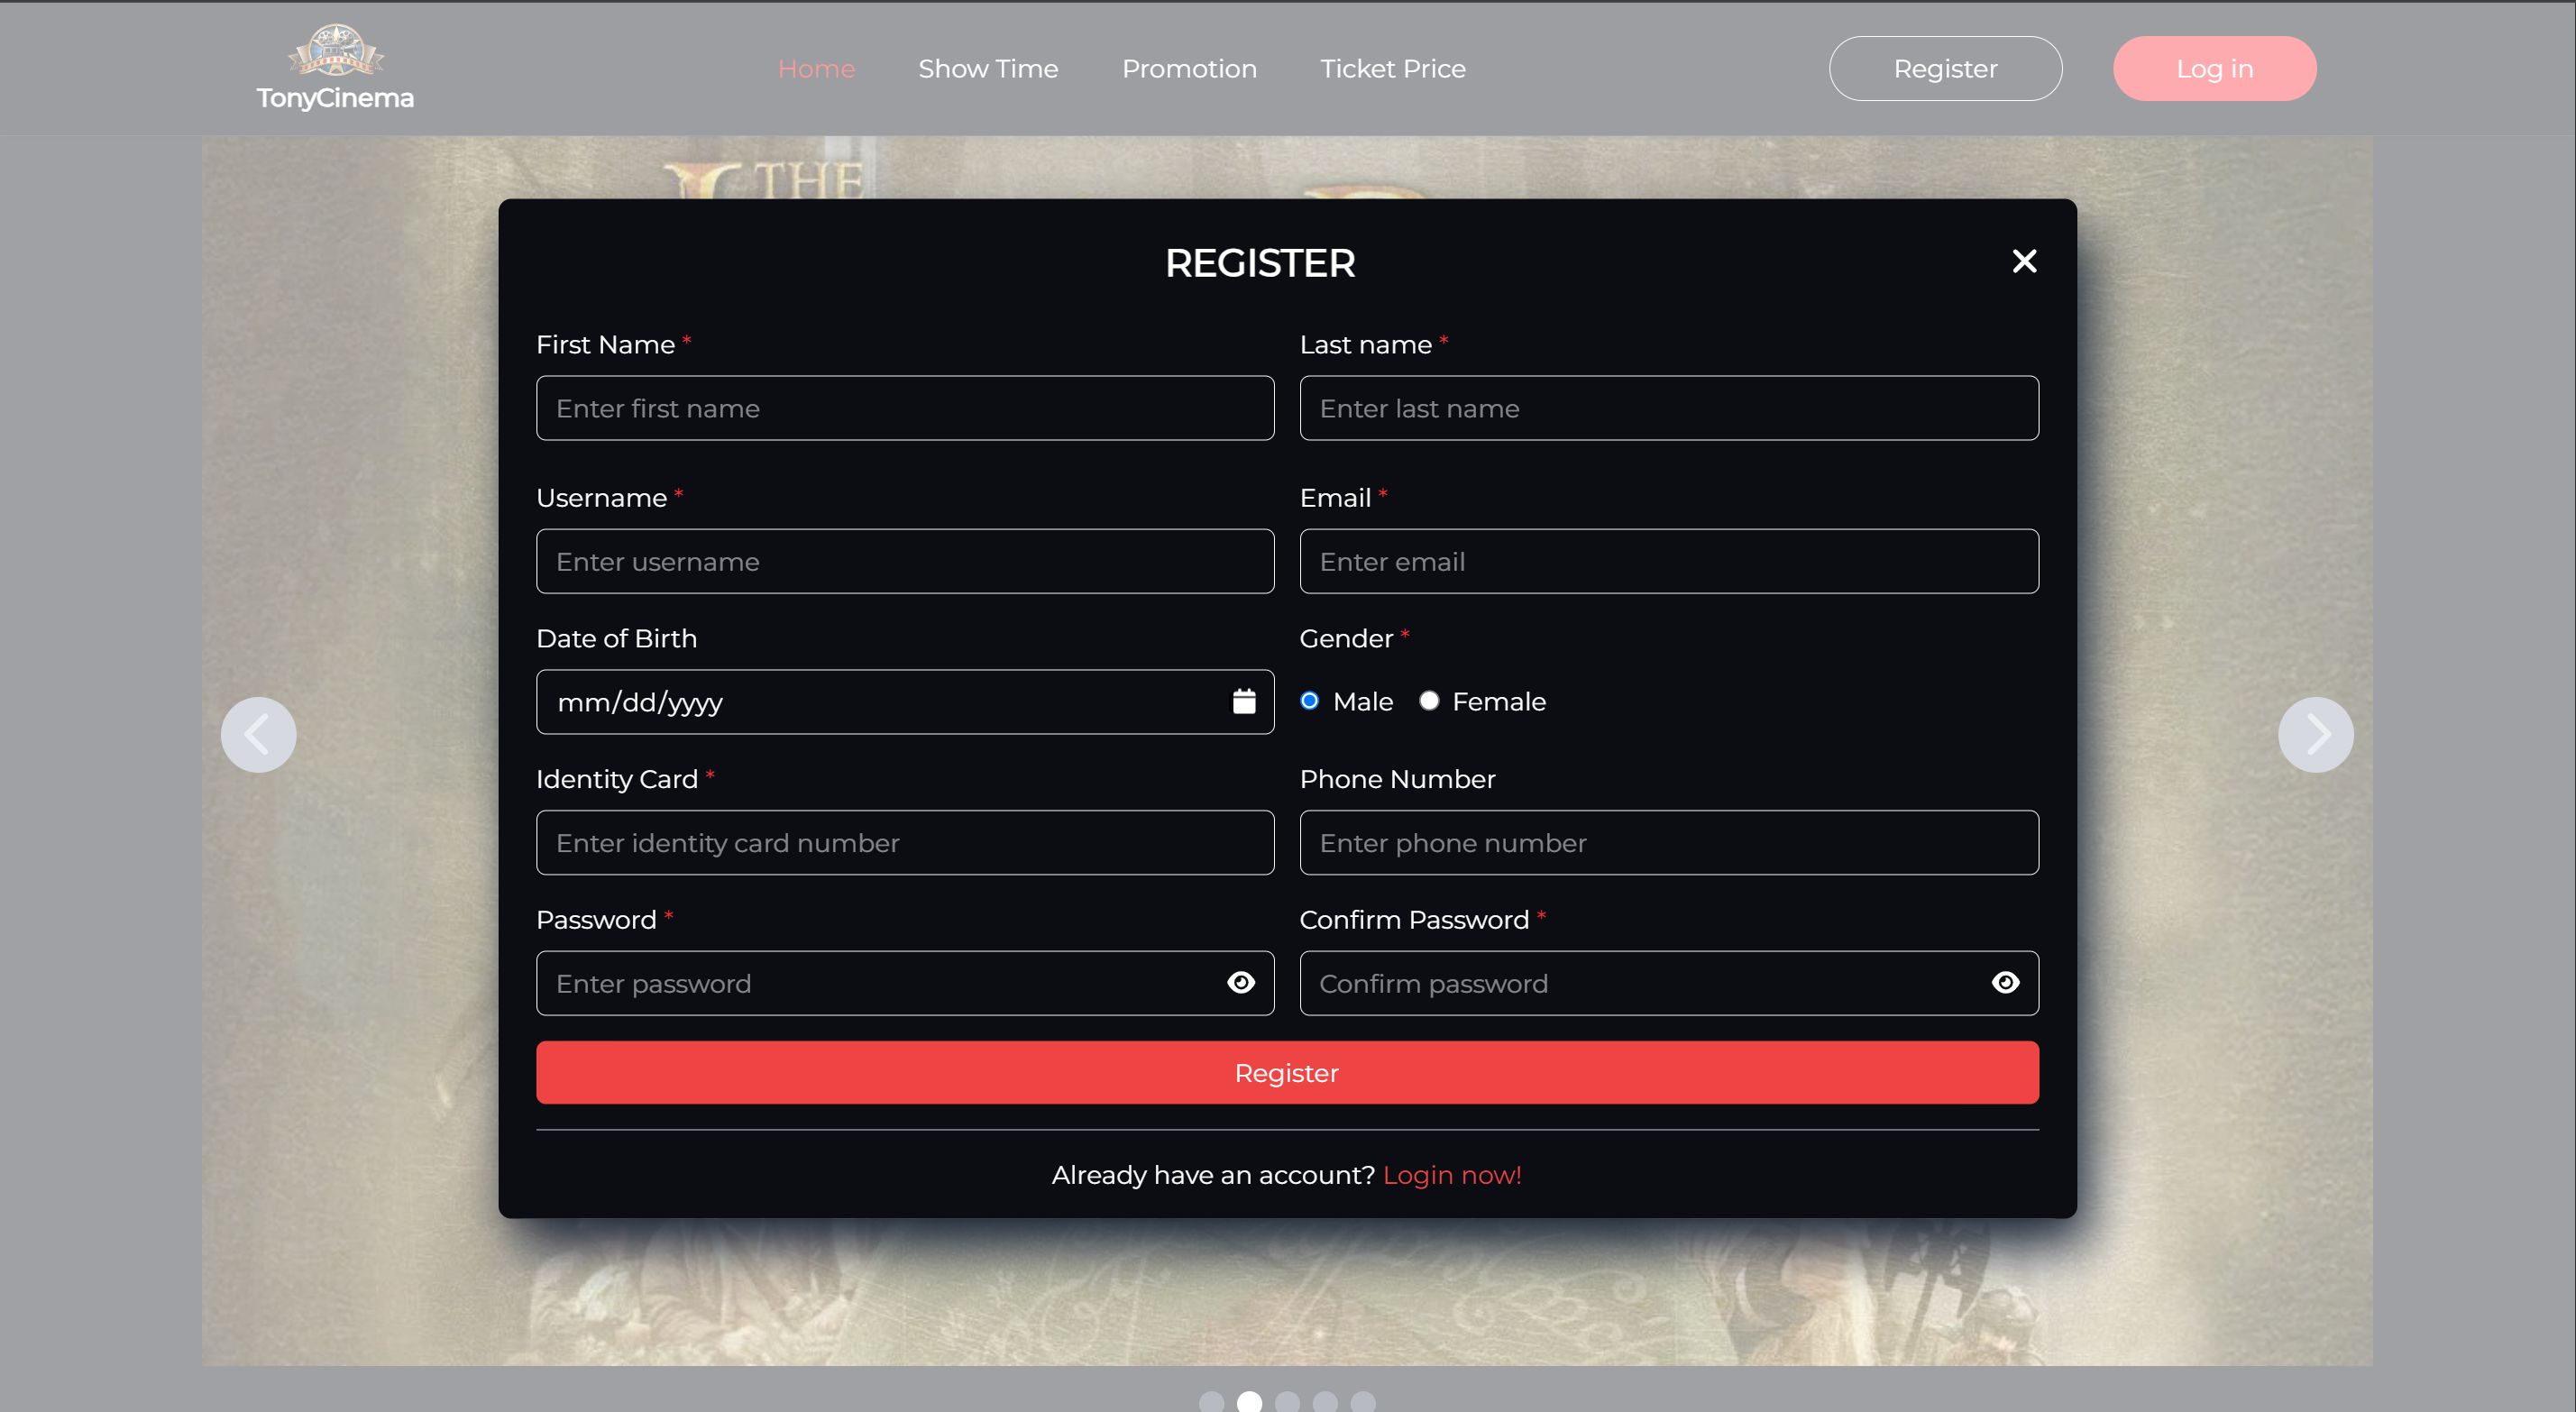 TonyCinema
Home Show Time Promotion Ticket Price Register Log in
THE
REGISTER
First Name * Last name *
Enter first name Enter last name
Username * Email *
Enter username Enter email
Date of Birth Gender *
mm/dd/yyyy Male Female
Identity Card * Phone Number
Enter identity card number Enter phone number
Password * Confirm Password *
Enter password Confirm password
Register
Already have an account? Login now!